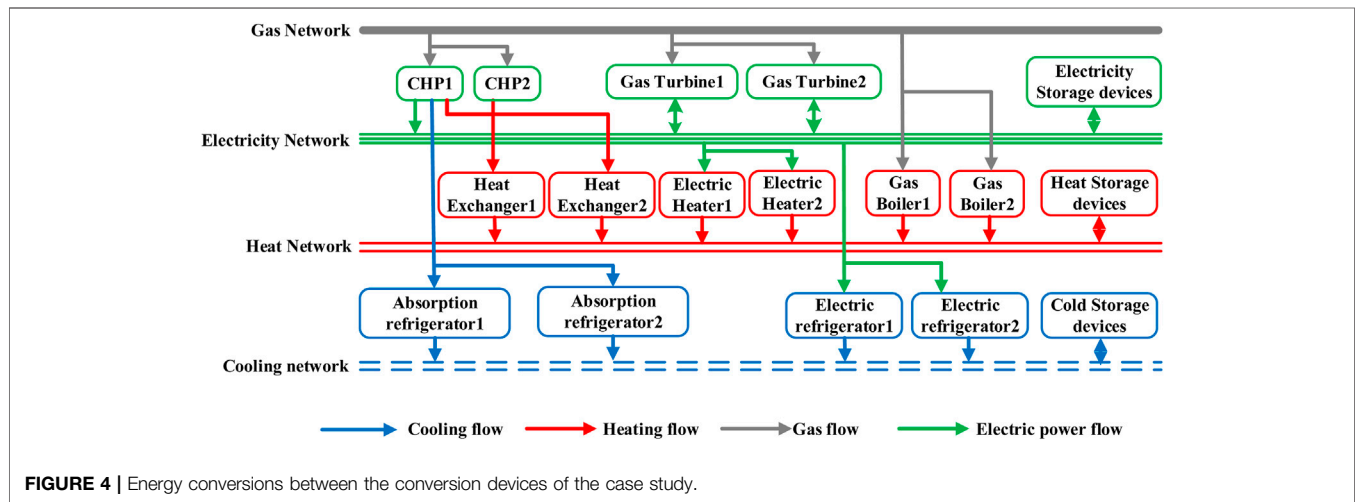 Gas Network
CHP1
CHP2
Gas Turbine1
Gas Turbine2
Electricity
Storage devices
Electricity Network
Heat
Exchanger1
Heat
Exchanger2
Electric
Heater1
Electric
Heater2
Gas
Boiler1
Gas
Boiler2
Heat Storage
devices
Heat Network
Absorption
refrigerator1
Absorption
refrigerator2
Electric
refrigerator1
Electric
refrigerator2
Cold Storage
devices
Cooling network
Cooling flow
Heating flow
Gas flow
Electric power flow
FIGURE 4 | Energy conversions between the conversion devices of the case study.